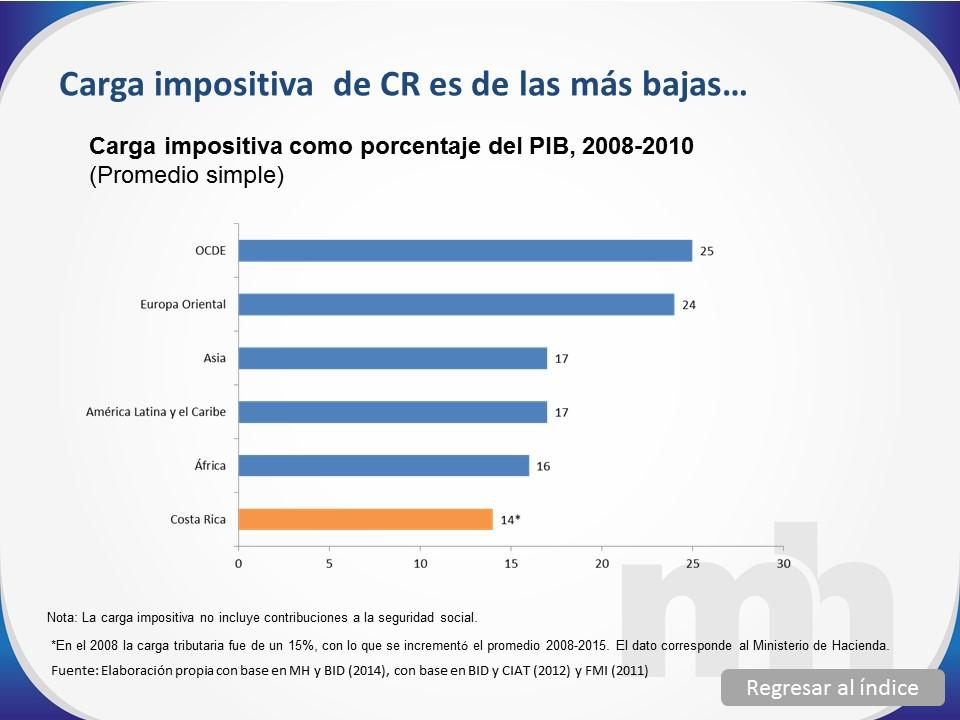 Carga impositiva de CR es de las más bajas…
Carga impositiva como porcentaje del PIB, 2008-2010
(Promedio simple)
OCDE 25
Europa Oriental 24
Asia 17
América Latina y el Caribe 17
África 16
Costa Rica 14*
0 5 10 15 20 25 30
mh
Nota: La carga impositiva no incluye contribuciones a la seguridad social.
*En el 2008 la carga tributaria fue de un 15%, con lo que se incrementó el promedio 2008-2015. El dato corresponde al Ministerio de Hacienda.
Fuente: Elaboración propia con base en MH y BID (2014), con base en BID y CIAT (2012) y FMI (2011)
Regresar al índice